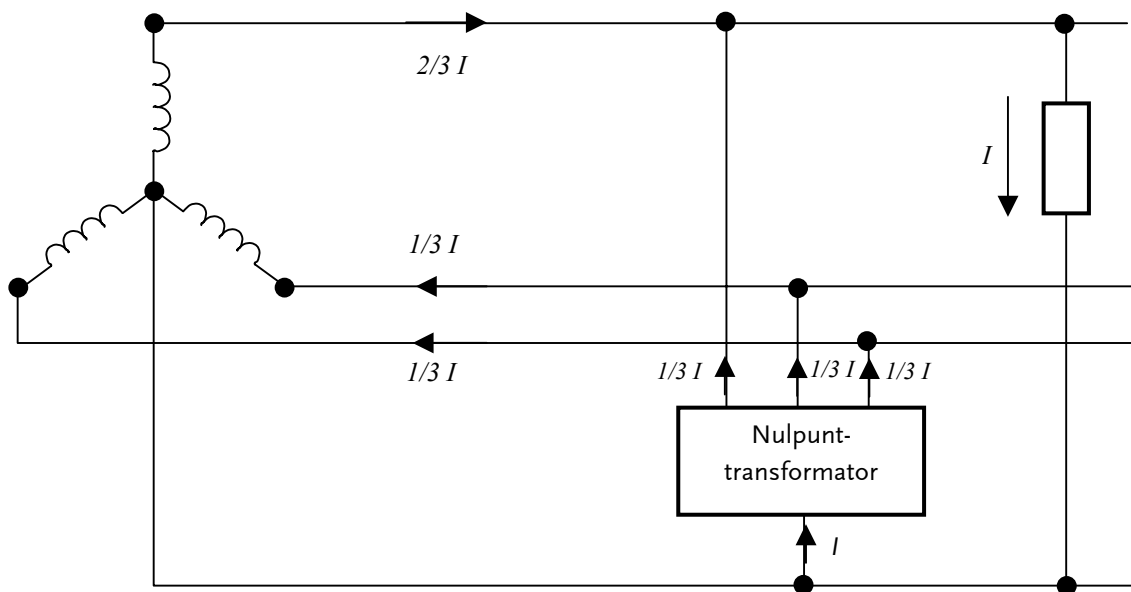 2/3 I
I
1/3 I
1/3 I
1/3 I
1/3 I
1/3 I
Nulpunt-
transformator
I